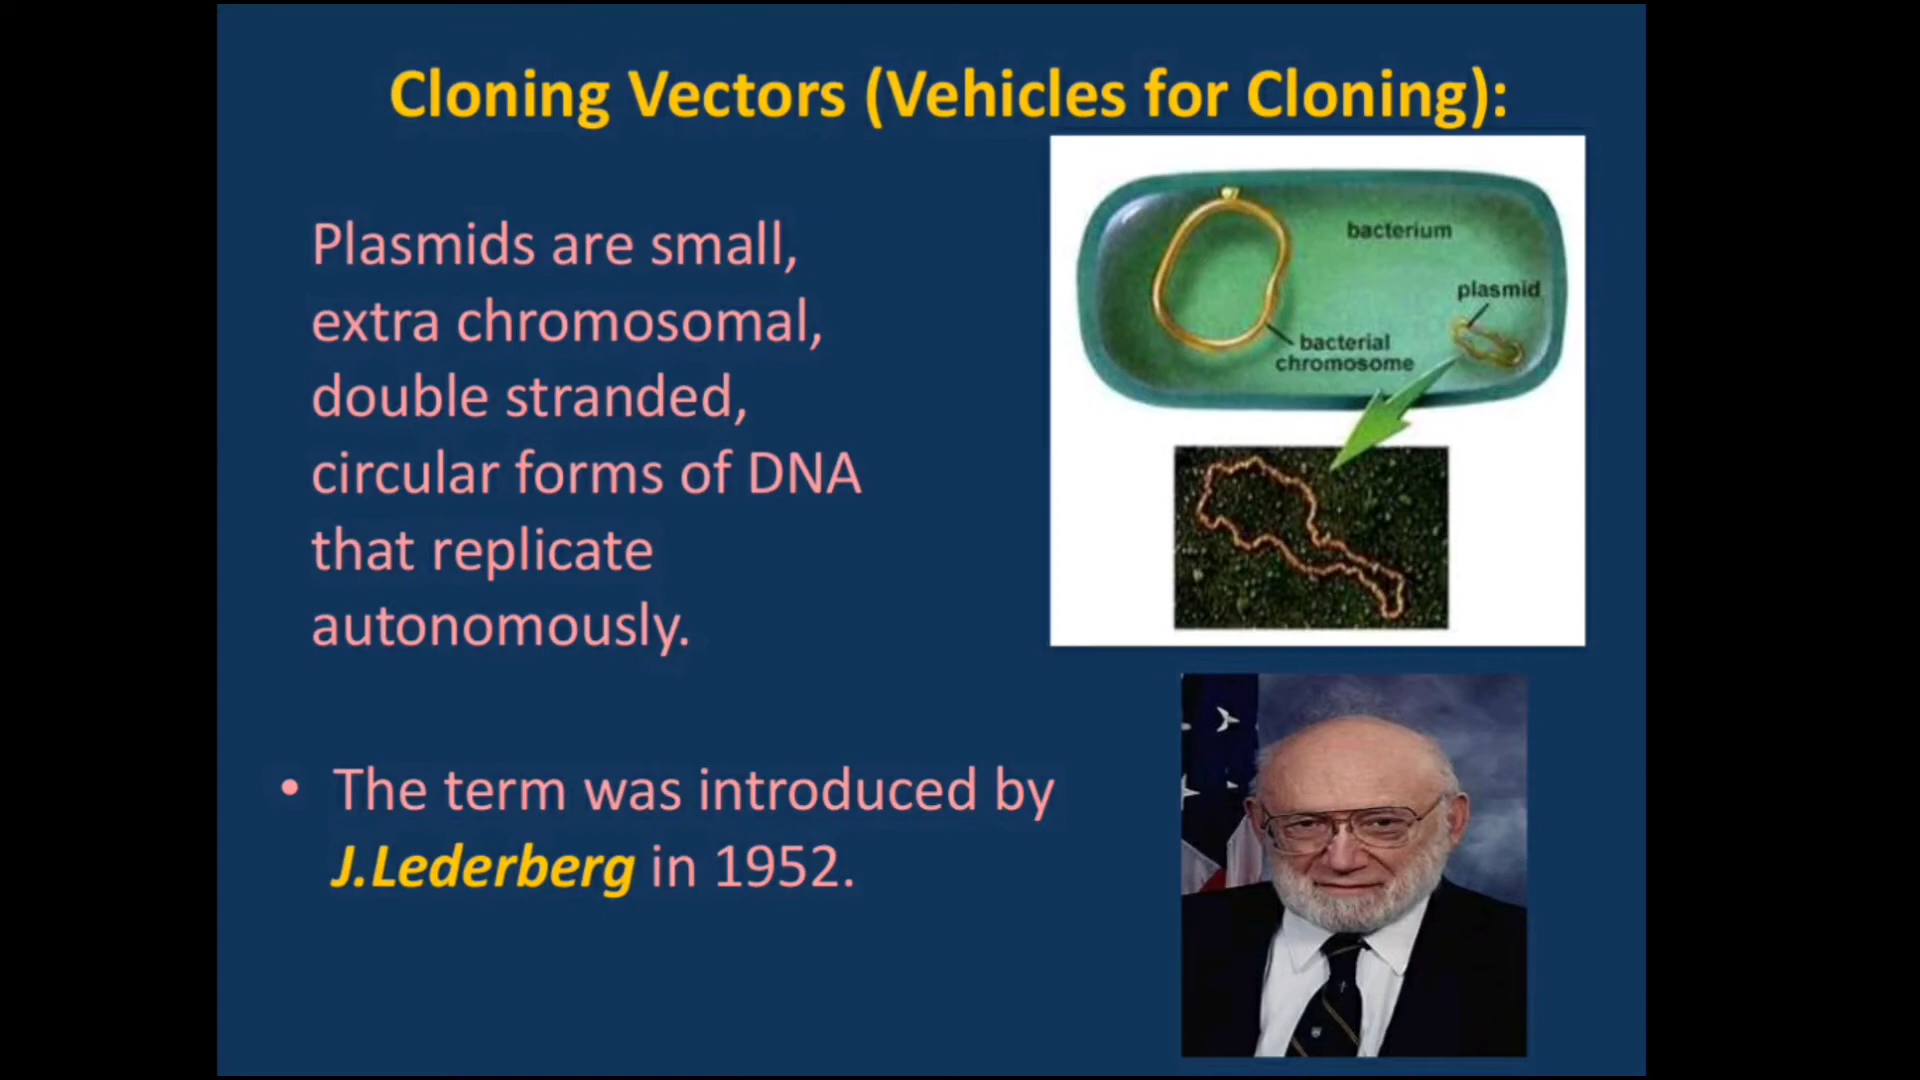 Cloning Vectors (Vehicles for Cloning):
Plasmids are small,
extra chromosomal,
double stranded,
circular forms of DNA
that replicate
autonomously.
• The term was introduced by
J.Lederberg in 1952.
bacterium
plasmid
bacterial
chromosome